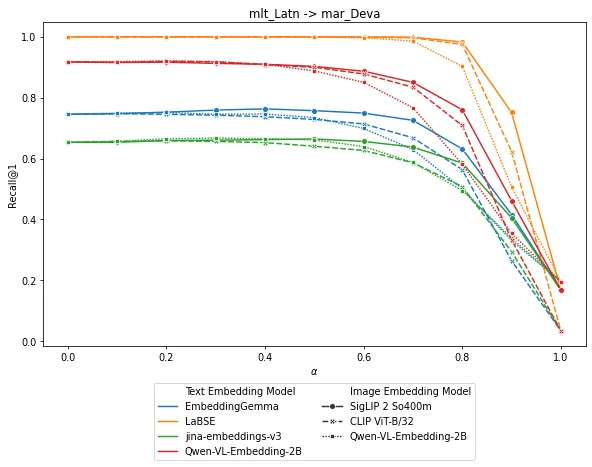 mlt_Latn -> mar_Deva
Recall@1
1.0
0.8
0.6
0.4
0.2
0.0
0.0 0.2 0.4 0.6 0.8 1.0
α
Text Embedding Model
EmbeddingGemma
LaBSE
jina-embeddings-v3
Qwen-VL-Embedding-2B
Image Embedding Model
SigLIP 2 So400m
CLIP ViT-B/32
Qwen-VL-Embedding-2B